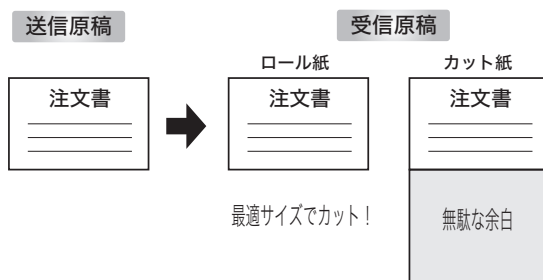 送信原稿
受信原稿
ロール紙
カット紙
注文書
注文書
注文書
最適サイズでカット！
無駄な余白